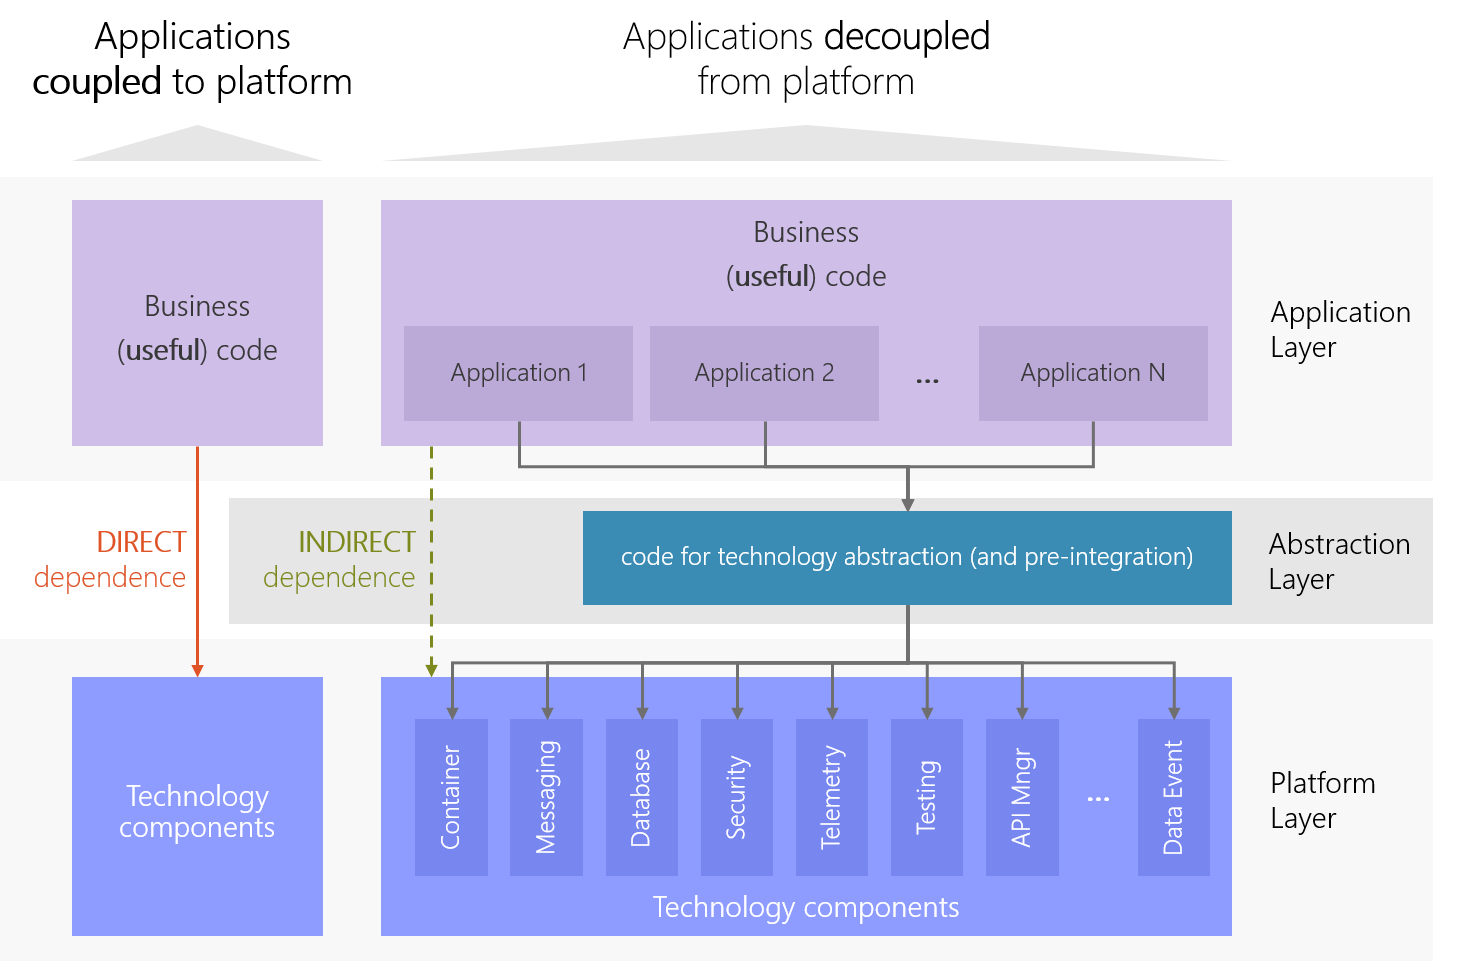 Applications
coupled to platform
Applications decoupled
from platform
Business
(useful) code
Business
(useful) code
Application 1
Application 2
...
Application N
Application
Layer
DIRECT
dependence
INDIRECT
dependence
code for technology abstraction (and pre-integration)
Abstraction
Layer
Technology
components
Container
Messaging
Database
Security
Telemetry
Testing
API Mngr
...
Data Event
Technology components
Platform
Layer